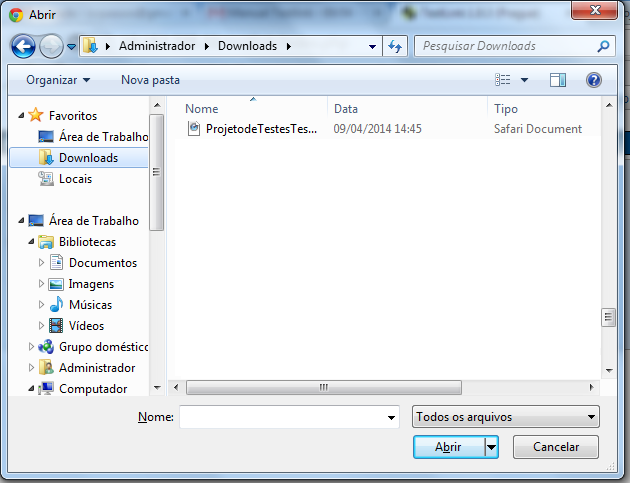 Abrir
Administrador Downloads
Pesquisar Downloads
Organizar Nova pasta
Favoritos
Área de Trabalho
Downloads
Locais
Área de Trabalho
Bibliotecas
Documentos
Imagens
Músicas
Vídeos
Grupo doméstic
Administrador
Computador
Nome Data Tipo
ProjetodeTestesTes... 09/04/2014 14:45 Safari Document
Nome:
Todos os arquivos
Abrir Cancelar